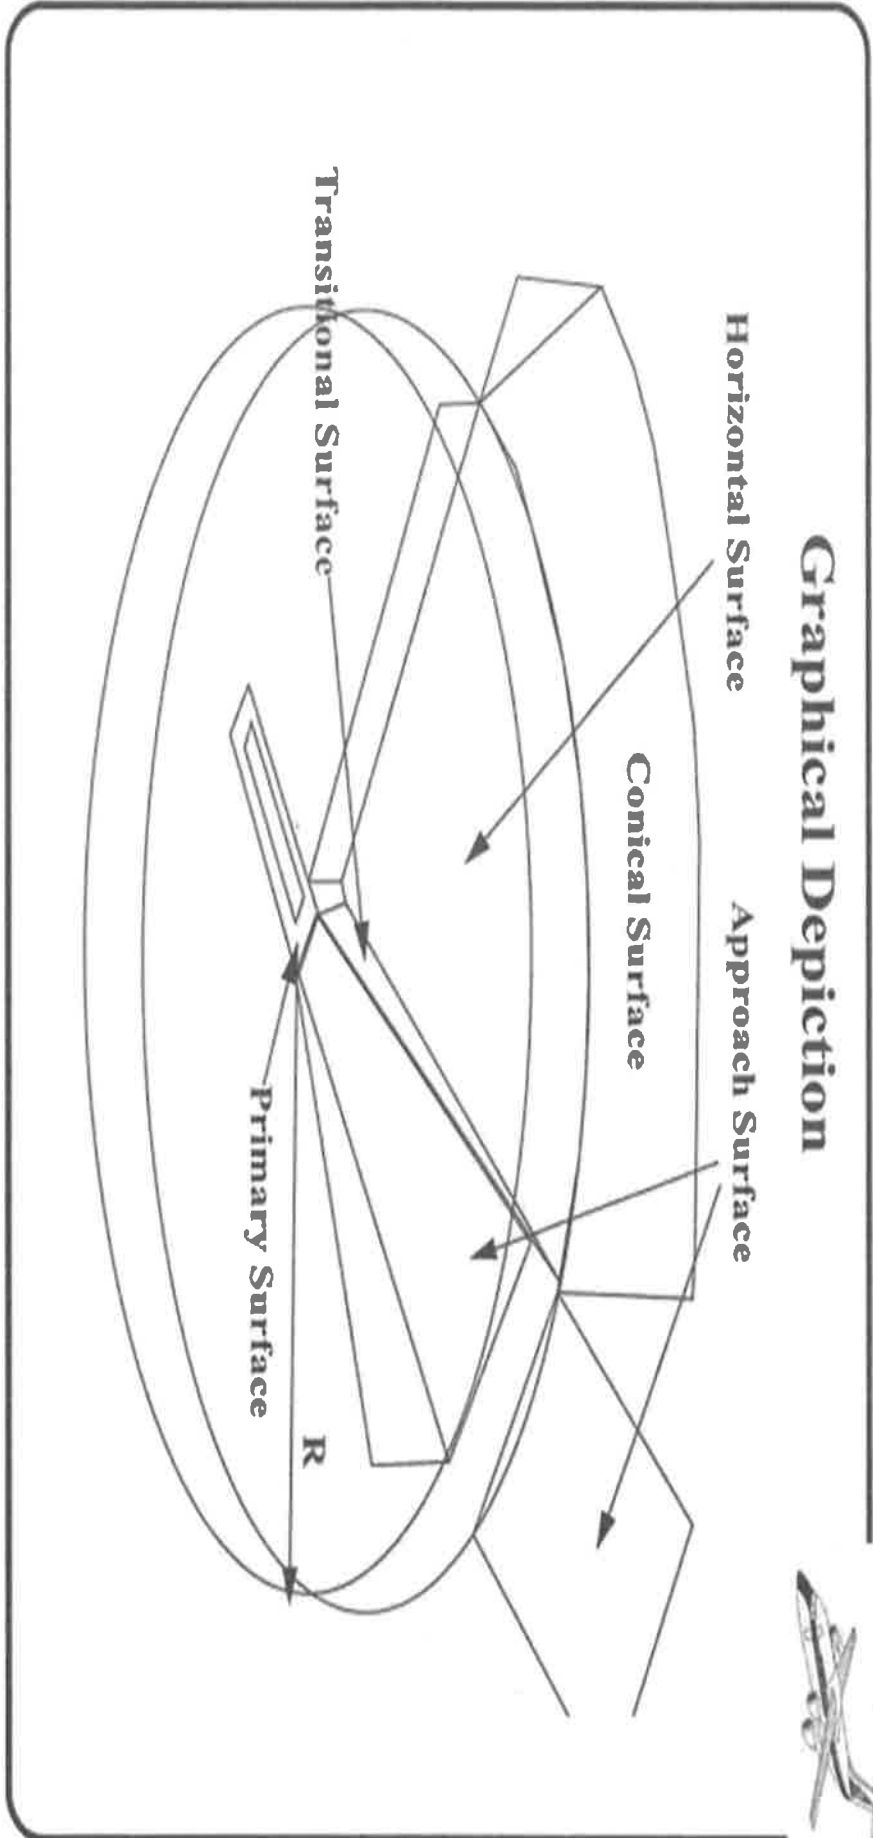 Graphical Depiction
Horizontal Surface
Approach Surface
Conical Surface
Transitional Surface
R
Primary Surface